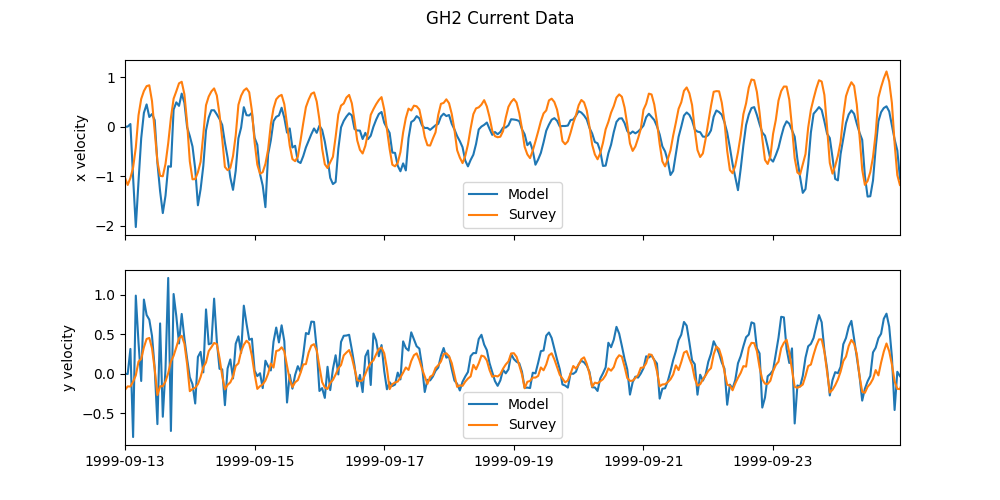 GH2 Current Data
1
0
−1
−2
x velocity
Model
Survey
1.0
0.5
0.0
−0.5
y velocity
Model
Survey
1999-09-13 1999-09-15 1999-09-17 1999-09-19 1999-09-21 1999-09-23